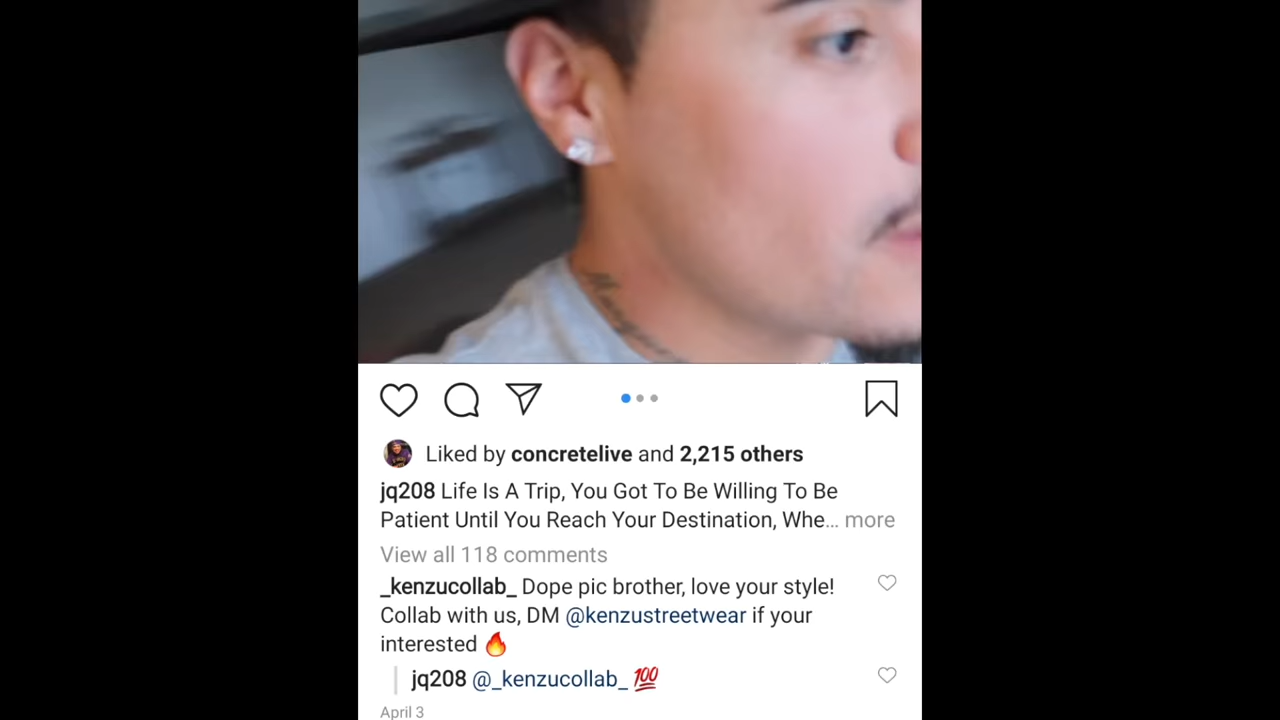 Liked by concretelive and 2,215 others
jq208 Life Is A Trip, You Got To Be Willing To Be
Patient Until You Reach Your Destination, Whe... more
View all 118 comments
_kenzucollab_ Dope pic brother, love your style!
Collab with us, DM @kenzustreetwear if your
interested 🔥
jq208 @_kenzucollab_ 💯
April 3